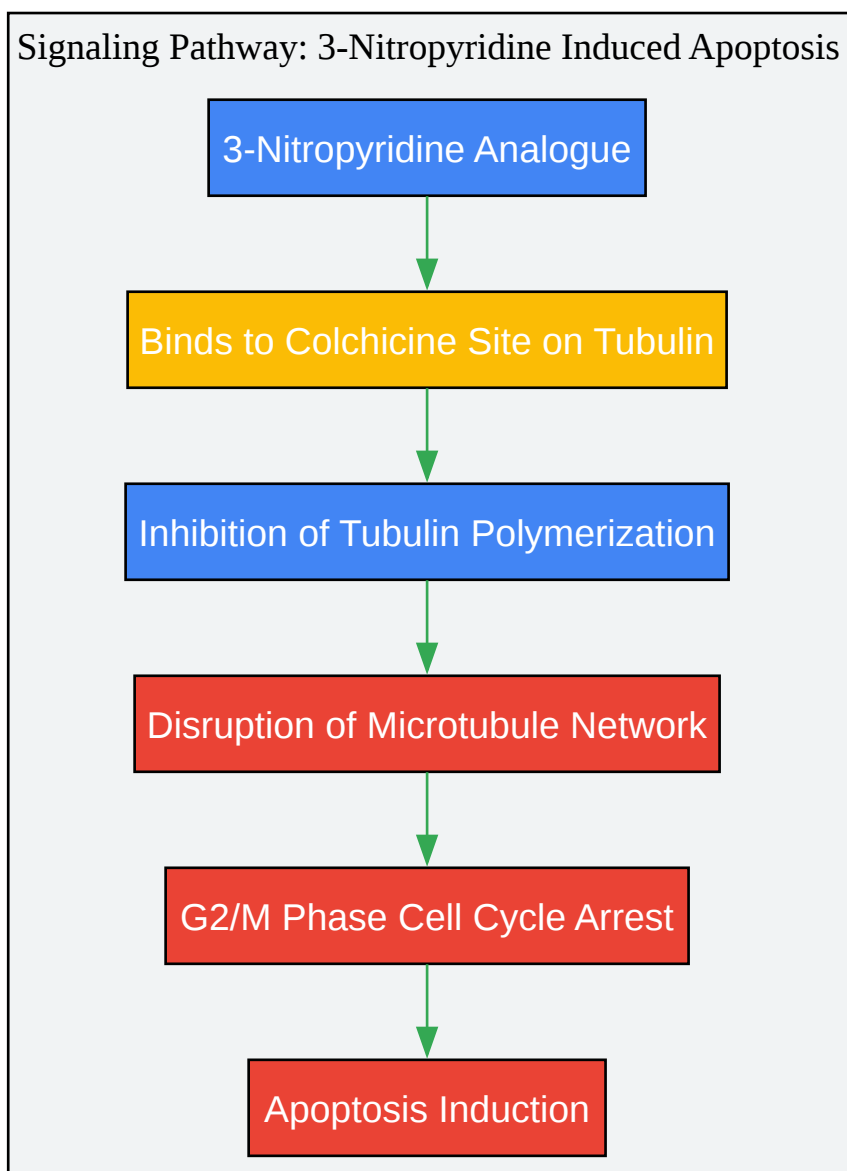 Signaling Pathway: 3-Nitropyridine Induced Apoptosis
3-Nitropyridine Analogue
Binds to Colchicine Site on Tubulin
Inhibition of Tubulin Polymerization
Disruption of Microtubule Network
G2/M Phase Cell Cycle Arrest
Apoptosis Induction